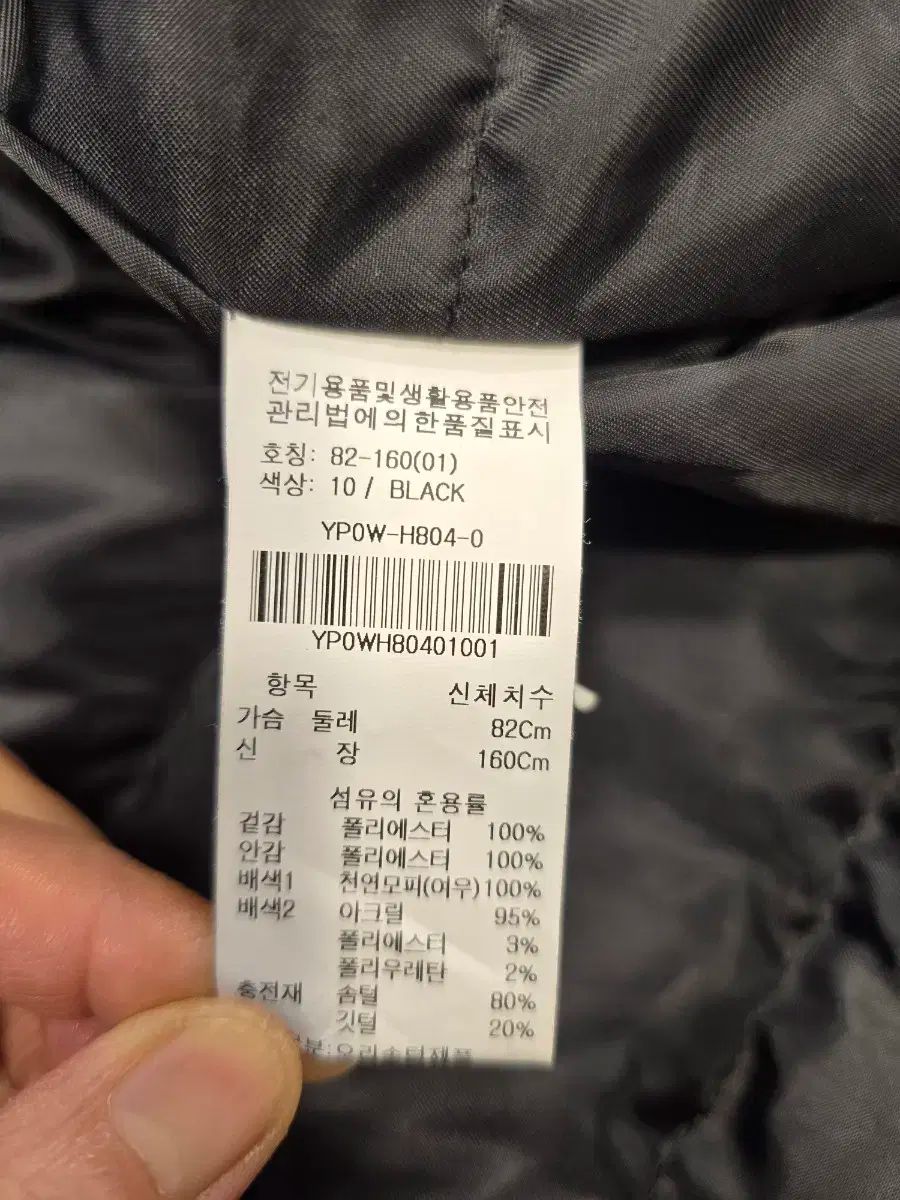 전기용품및생활용품안전
관리법에의한품질표시
호칭: 82-160(01)
색상: 10 / BLACK
YP0W-H804-0
YP0WH80401001
항목 신체치수
가슴 둘레 82Cm
신 장 160Cm
섬유의 혼용률
겉감 폴리에스터 100%
안감 폴리에스터 100%
배색1 천연모피(여우)100%
배색2 아크릴 95%
폴리에스터 3%
폴리우레탄 2%
충전재 솜털 80%
깃털 20%